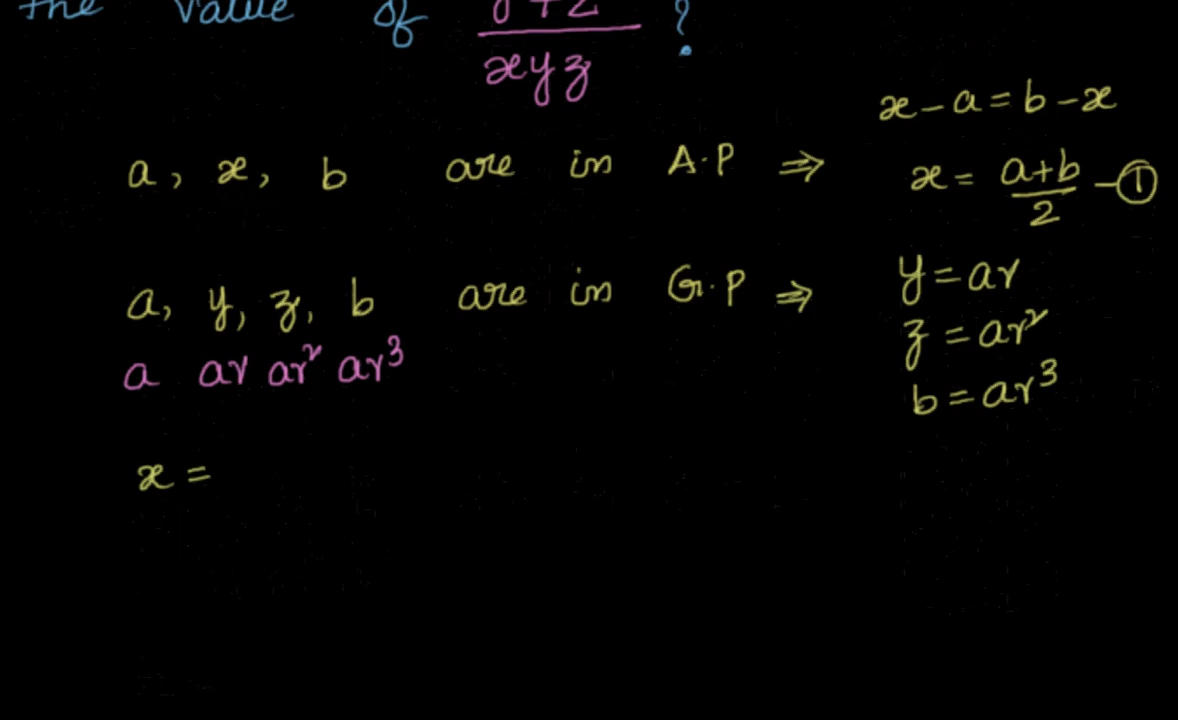 the value of y+z/xyz ?
x - a = b - x
a, x, b are in A.P ⇒ x = a+b/2 - ①
a, y, z, b are in G.P ⇒ y = ar
a ar ar² ar³ z = ar²
b = ar³
x =